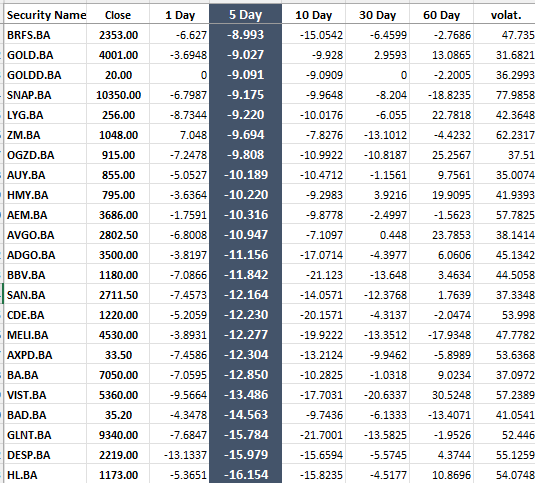 Security Name Close 1 Day 5 Day 10 Day 30 Day 60 Day volat.
BRFS.BA 2353.00 -6.627 -8.993 -15.0542 -6.4599 -2.7686 47.735
GOLD.BA 4001.00 -3.6948 -9.027 -9.928 2.9593 13.0865 31.6821
GOLDD.BA 20.00 0 -9.091 -9.0909 0 -2.2005 36.2993
SNAP.BA 10350.00 -6.7987 -9.175 -9.9648 -8.204 -18.8235 77.9858
LYG.BA 256.00 -8.7344 -9.220 -10.0176 -6.055 22.7818 42.3648
ZM.BA 1048.00 7.048 -9.694 -7.8276 -13.1012 -4.4232 62.2317
OGZD.BA 915.00 -7.2478 -9.808 -10.9922 -10.8187 25.2567 37.51
AUY.BA 855.00 -5.0527 -10.189 -10.4712 -1.1561 9.7561 35.0074
HMY.BA 795.00 -3.6364 -10.220 -9.2983 3.9216 19.9095 41.9393
AEM.BA 3686.00 -1.7591 -10.316 -9.8778 -2.4997 -1.5623 57.7825
AVGO.BA 2802.50 -6.8008 -10.947 -7.1097 0.448 23.7853 38.1414
ADGO.BA 3500.00 -3.8197 -11.156 -17.0714 -4.3977 6.0606 45.1342
BBV.BA 1180.00 -7.0866 -11.842 -21.123 -13.648 3.4634 44.5058
SAN.BA 2711.50 -7.4573 -12.164 -14.0571 -12.3768 1.7639 37.3348
CDE.BA 1220.00 -5.2059 -12.230 -20.1571 -4.3137 -2.0474 53.998
MELI.BA 4530.00 -3.8931 -12.277 -19.9222 -13.3512 -17.9348 47.7782
AXPD.BA 33.50 -7.4586 -12.304 -13.2124 -9.9462 -5.8989 53.6368
BA.BA 7050.00 -7.0595 -12.850 -10.2825 -1.0318 9.0234 37.0972
VIST.BA 5360.00 -9.5664 -13.486 -17.7031 -20.6337 30.5248 57.2389
BAD.BA 35.20 -4.3478 -14.563 -9.7436 -6.1333 -13.4071 41.0541
GLNT.BA 9340.00 -7.6847 -15.784 -21.7001 -13.5825 -1.9526 52.446
DESP.BA 2219.00 -13.1337 -15.979 -15.6594 -5.5745 4.3744 55.1259
HL.BA 1173.00 -5.3651 -16.154 -15.8235 -4.5177 10.8696 54.0748